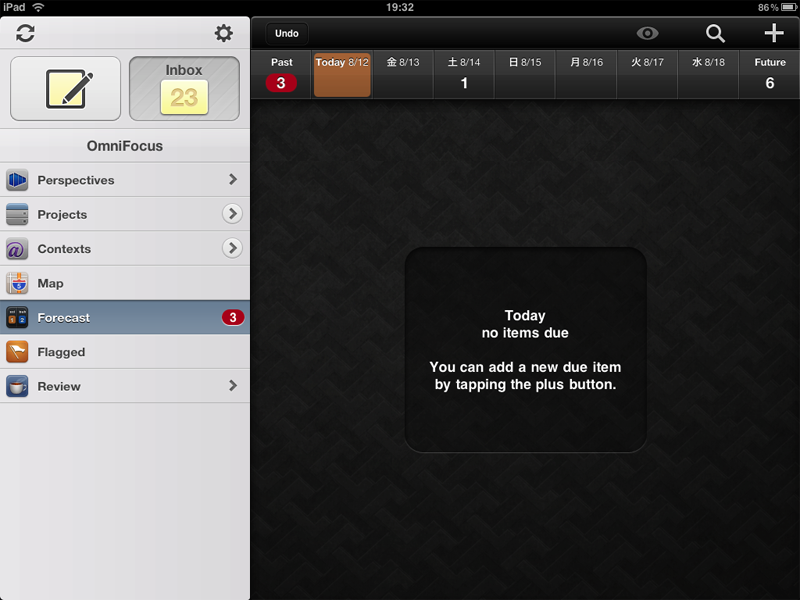 iPad
19:32
86%
Undo
Inbox
23
OmniFocus
Perspectives
Projects
Contexts
Map
Forecast
3
Flagged
Review
Past
3
Today 8/12
金 8/13
土 8/14
1
日 8/15
月 8/16
火 8/17
水 8/18
Future
6
Today
no items due
You can add a new due item
by tapping the plus button.